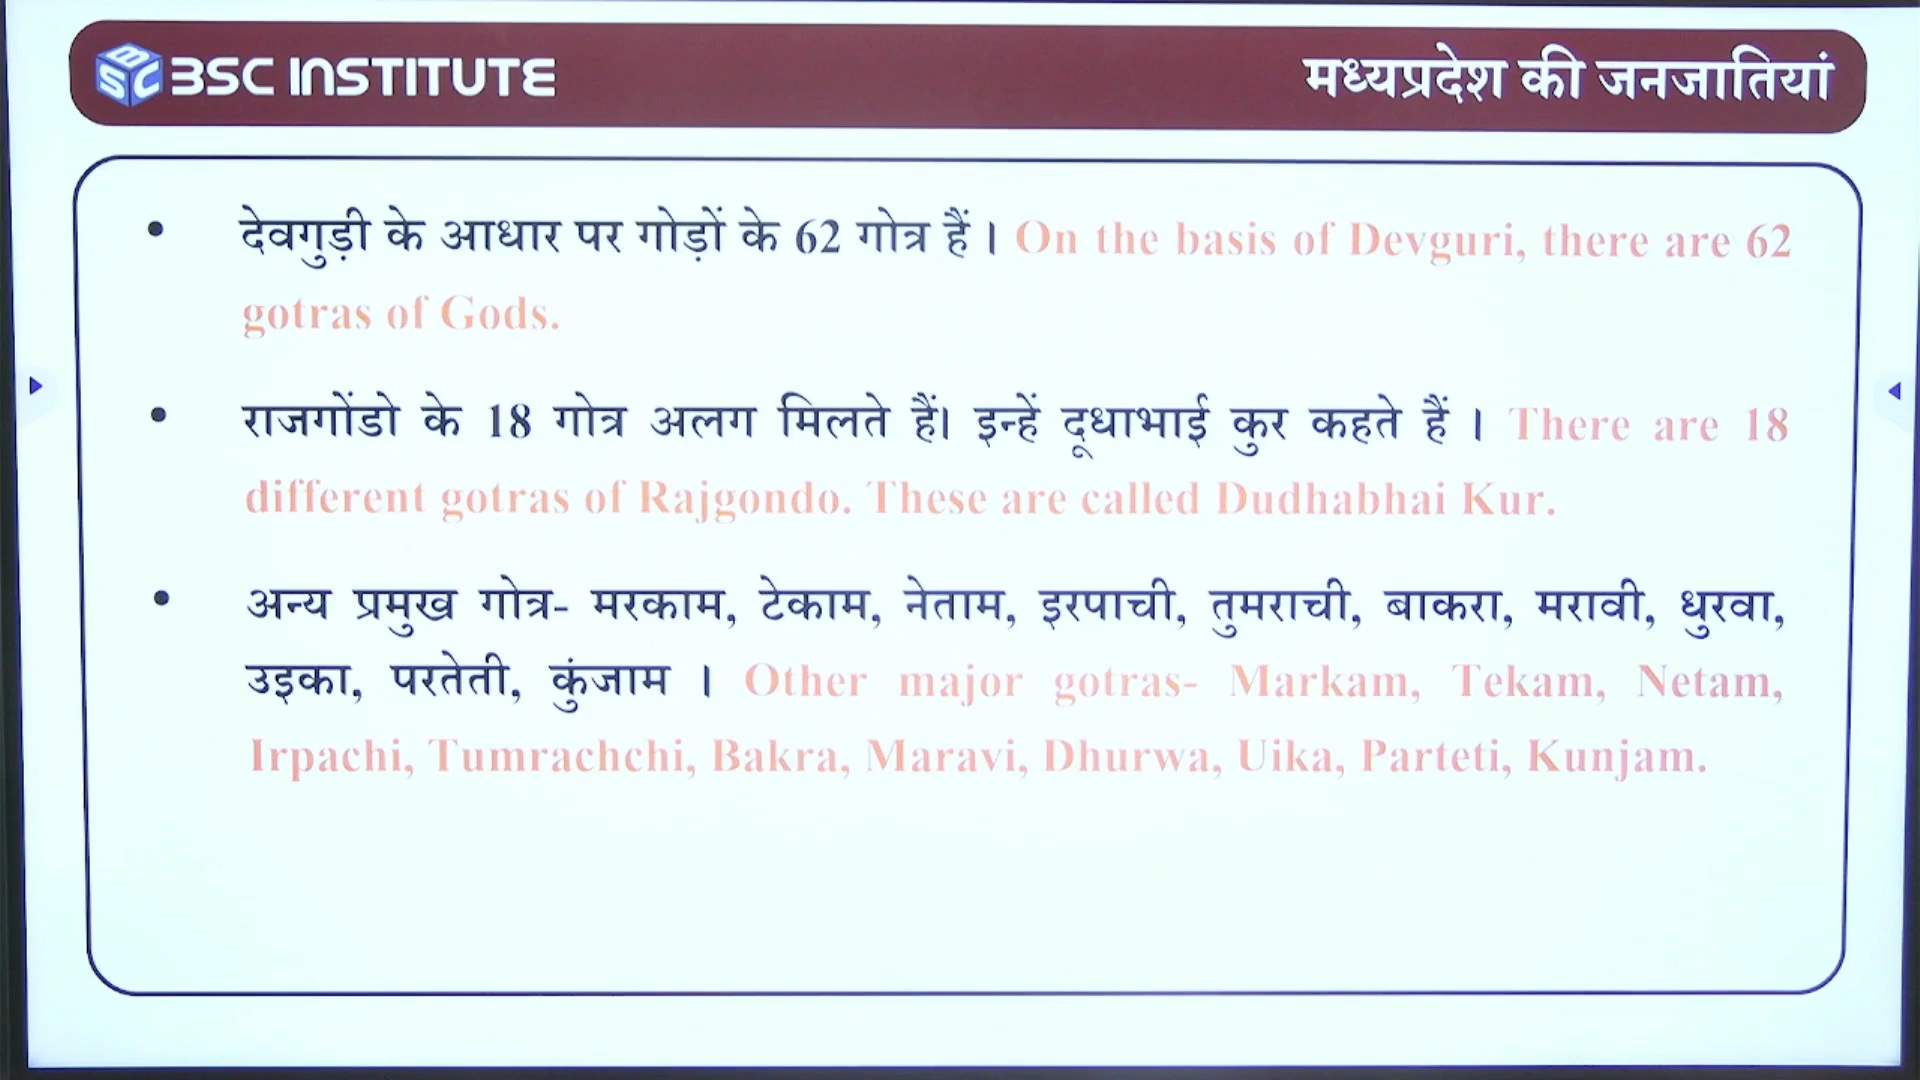 BSC INSTITUTE
मध्यप्रदेश की जनजातियां
• देवगुड़ी के आधार पर गोड़ों के 62 गोत्र हैं । On the basis of Devguri, there are 62
gotras of Gods.
• राजगोंडो के 18 गोत्र अलग मिलते हैं। इन्हें दूधाभाई कुर कहते हैं । There are 18
different gotras of Rajgondo. These are called Dudhabhai Kur.
• अन्य प्रमुख गोत्र- मरकाम, टेकाम, नेताम, इरपाची, तुमराची, बाकरा, मरावी, धुरवा,
उइका, परतेती, कुंजाम । Other major gotras- Markam, Tekam, Netam,
Irpachi, Tumrachchi, Bakra, Maravi, Dhurwa, Uika, Parteti, Kunjam.